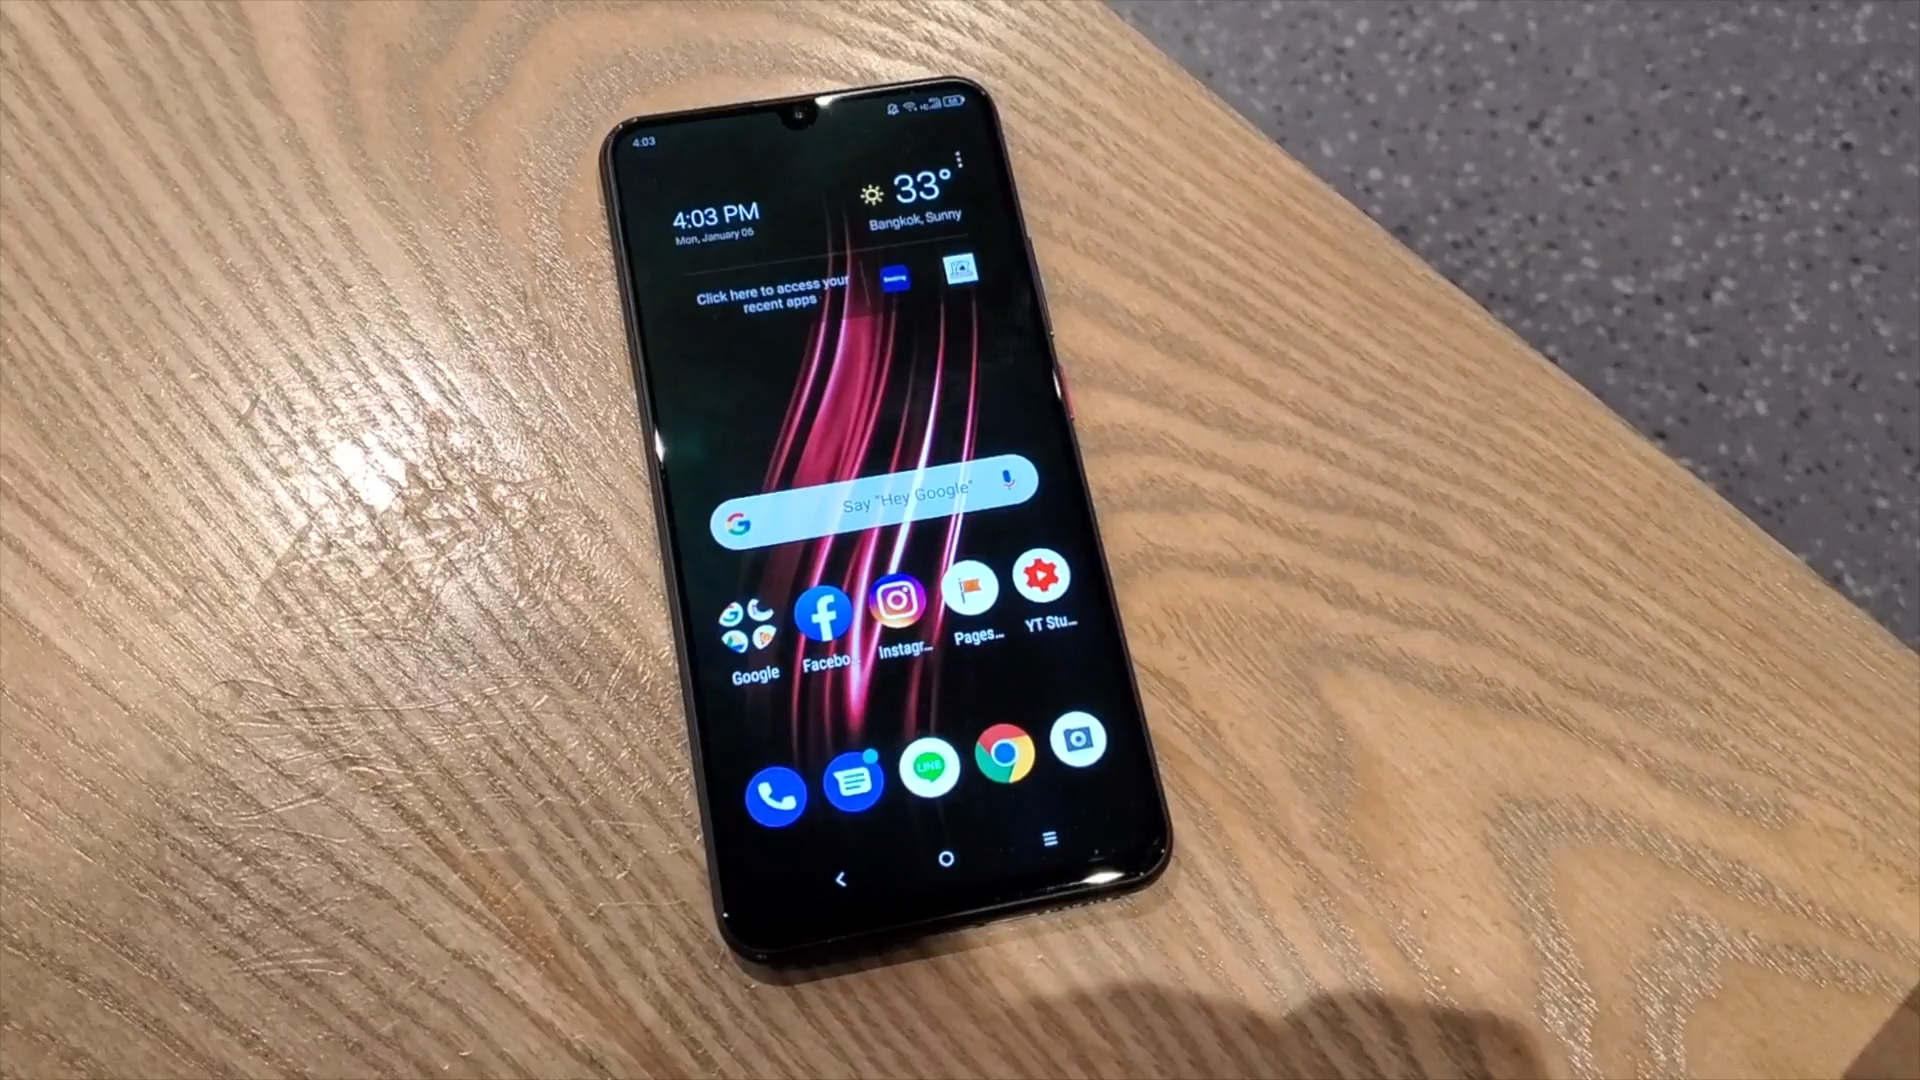 4:03
4:03 PM
Mon, January 06
33°
Bangkok, Sunny
Click here to access your
recent apps
Say "Hey Google"
Google
Facebo...
Instagr...
Pages...
YT Stu...
LINE